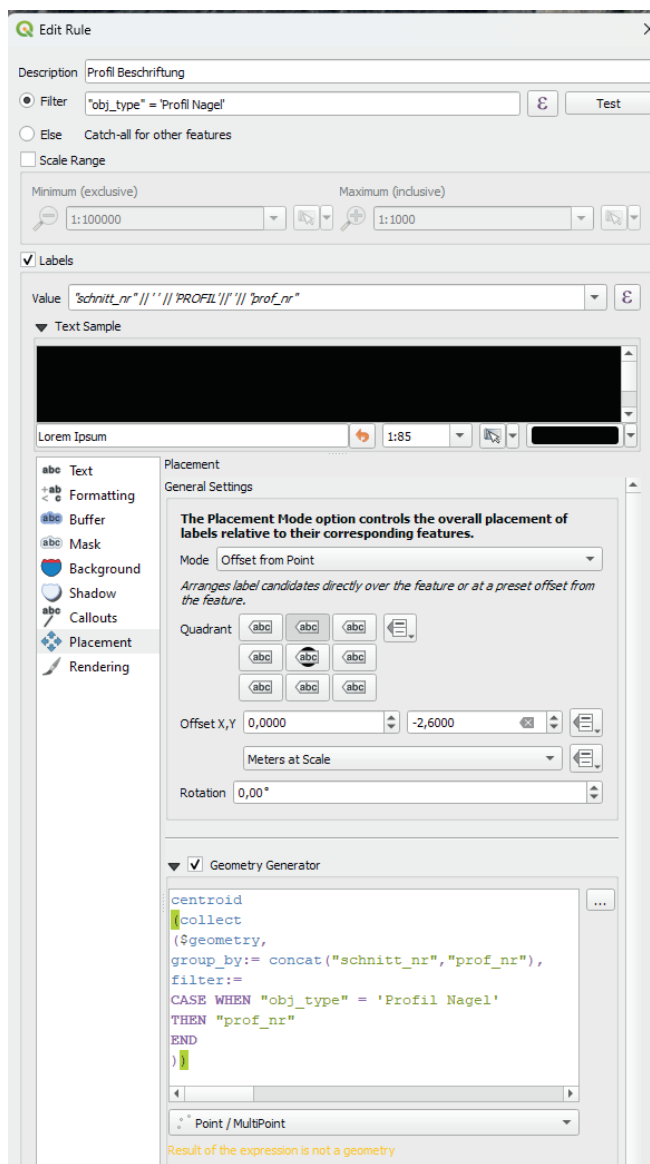 Edit Rule
Description Profil Beschriftung
Filter "obj_type" = 'Profil Nagel' ε Test
Else Catch-all for other features
Scale Range
Minimum (exclusive) Maximum (inclusive)
1:100000 1:1000
Labels
Value "schnitt_nr" || ' ' || 'PROFIL'||' '|| "prof_nr" ε
Text Sample
Lorem Ipsum 1:85
abc Text
Formatting
abc Buffer
abc Mask
Background
Shadow
abc Callouts
Placement
Rendering
Placement
General Settings
The Placement Mode option controls the overall placement of
labels relative to their corresponding features.
Mode Offset from Point
Arranges label candidates directly over the feature or at a preset offset from
the feature.
Quadrant abc abc abc
abc abc abc
abc abc abc
Offset X,Y 0,0000 -2,6000
Meters at Scale
Rotation 0,00°
Geometry Generator
centroid
(collect
($geometry,
group_by:= concat("schnitt_nr","prof_nr"),
filter:=
CASE WHEN "obj_type" = 'Profil Nagel'
THEN "prof_nr"
END
))
...
Point / MultiPoint
Result of the expression is not a geometry